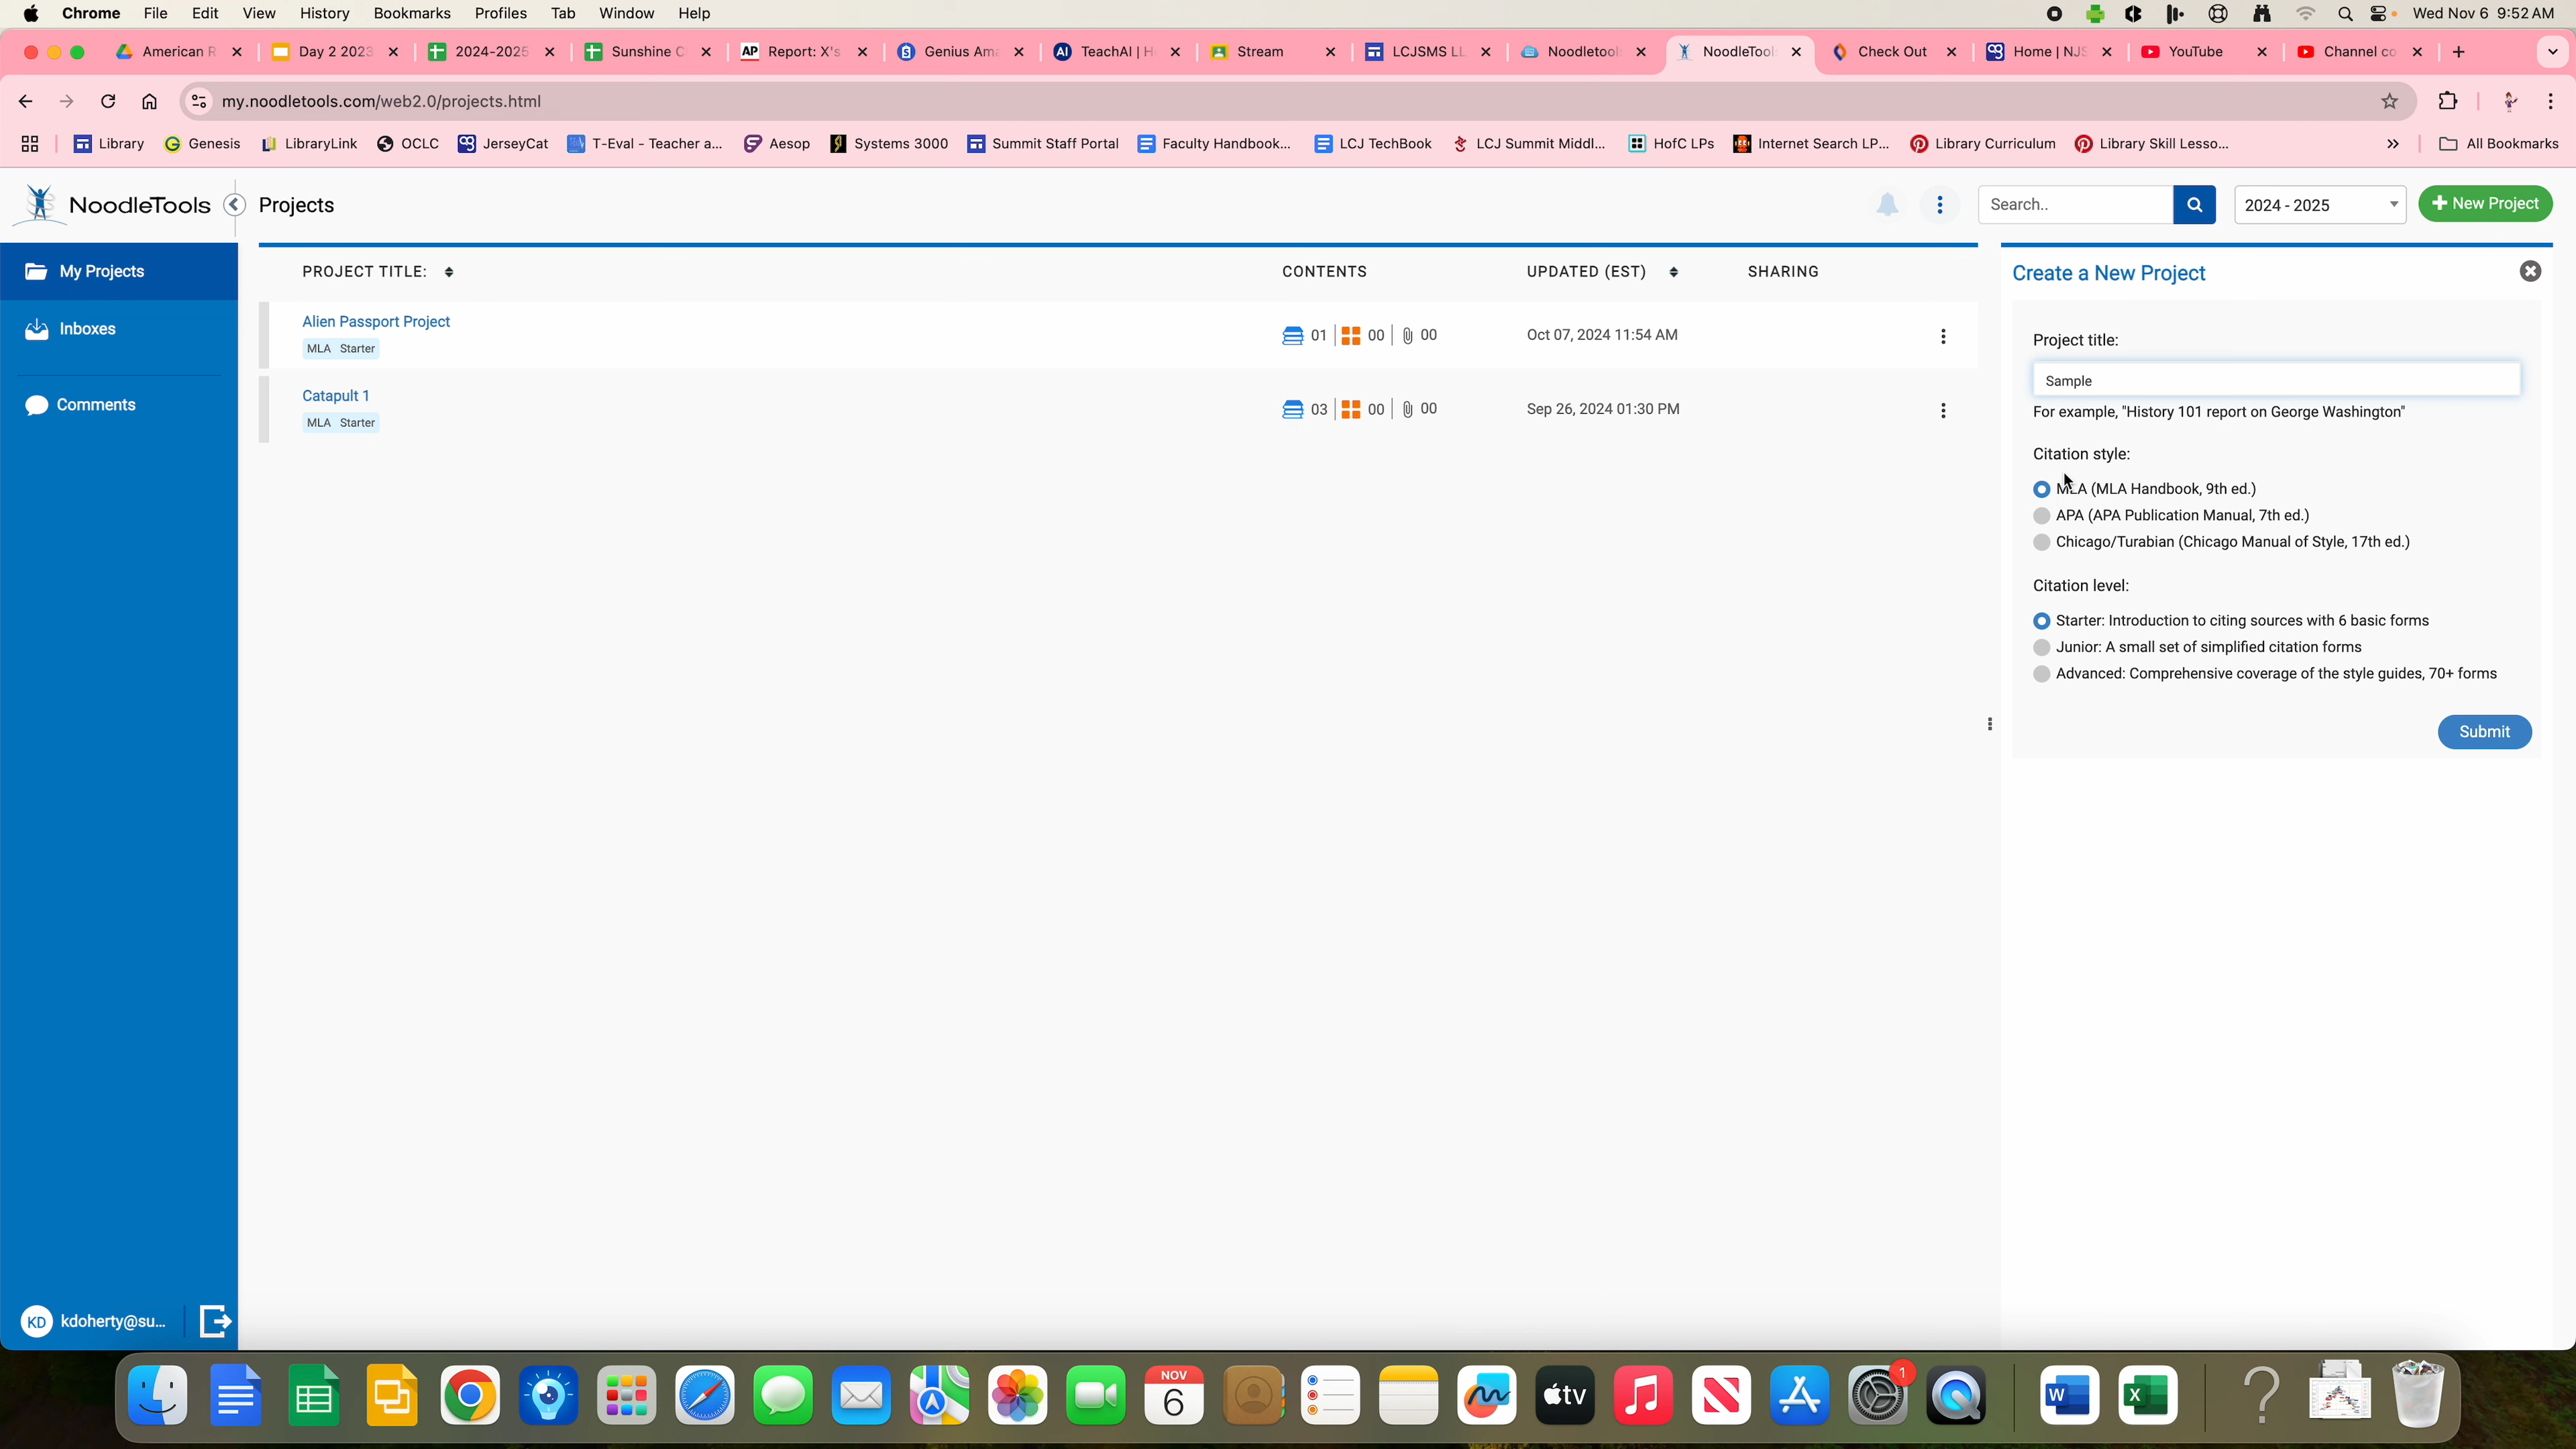 Chrome File Edit View History Bookmarks Profiles Tab Window Help Wed Nov 6 9:52 AM
American R Day 2 2023 2024-2025 Sunshine C AP Report: X's Genius Ama AI TeachAI | H Stream LCJSMS LL Noodletool NoodleTool Check Out Home | NJS YouTube Channel co
my.noodletools.com/web2.0/projects.html
Library Genesis LibraryLink OCLC JerseyCat T-Eval - Teacher a... Aesop Systems 3000 Summit Staff Portal Faculty Handbook... LCJ TechBook LCJ Summit Middl... HofC LPs Internet Search LP... Library Curriculum Library Skill Lesso... » All Bookmarks
NoodleTools Projects Search.. 2024 - 2025 + New Project
My Projects
Inboxes
Comments
PROJECT TITLE: CONTENTS UPDATED (EST) SHARING
Alien Passport Project
MLA Starter
01 00 00 Oct 07, 2024 11:54 AM
Catapult 1
MLA Starter
03 00 00 Sep 26, 2024 01:30 PM
Create a New Project
Project title:
Sample
For example, "History 101 report on George Washington"
Citation style:
MLA (MLA Handbook, 9th ed.)
APA (APA Publication Manual, 7th ed.)
Chicago/Turabian (Chicago Manual of Style, 17th ed.)
Citation level:
Starter: Introduction to citing sources with 6 basic forms
Junior: A small set of simplified citation forms
Advanced: Comprehensive coverage of the style guides, 70+ forms
Submit
KD kdoherty@su...
NOV
6
tv
1
W
X